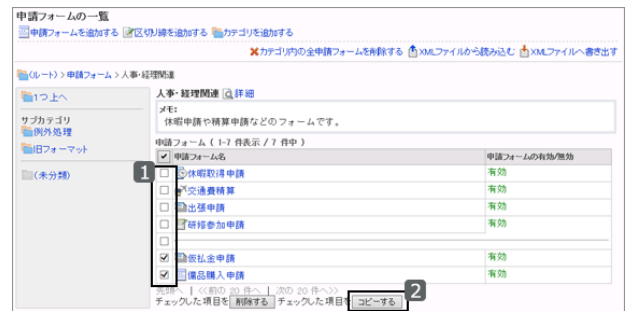 申請フォームの一覧
申請フォームを追加する 区切り線を追加する カテゴリを追加する
カテゴリ内の全申請フォームを削除する XMLファイルから読み込む XMLファイルへ書き出す
(ルート) > 申請フォーム > 人事・経理関連
1つ上へ
サブカテゴリ
例外処理
旧フォーマット
(未分類)
人事・経理関連 詳細
メモ:
休暇申請や精算申請などのフォームです。
申請フォーム ( 1-7 件表示 / 7 件中 )
申請フォーム名 申請フォームの有効/無効
1
休暇取得申請 有効
交通費精算 有効
出張申請 有効
研修参加申請 有効
仮払金申請 有効
備品購入申請 有効
先頭へ | <<前の 20 件へ | 次の 20 件へ>>
2
チェックした項目を 削除する チェックした項目を コピーする